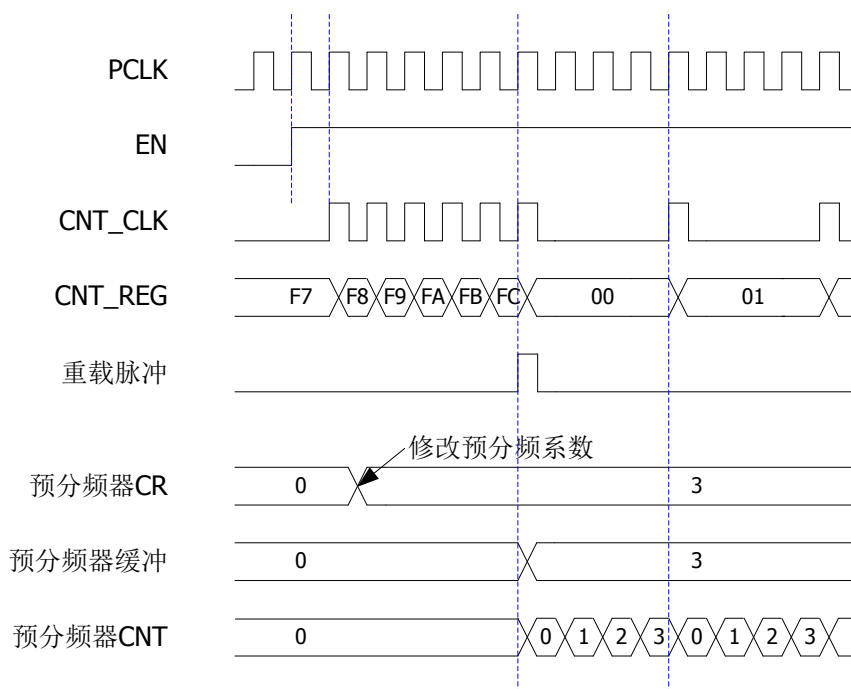 PCLK
EN
CNT_CLK
CNT_REG F7 F8 F9 FA FB FC 00 01
重载脉冲
修改预分频系数
预分频器CR 0 3
预分频器缓冲 0 3
预分频器CNT 0 0 1 2 3 0 1 2 3